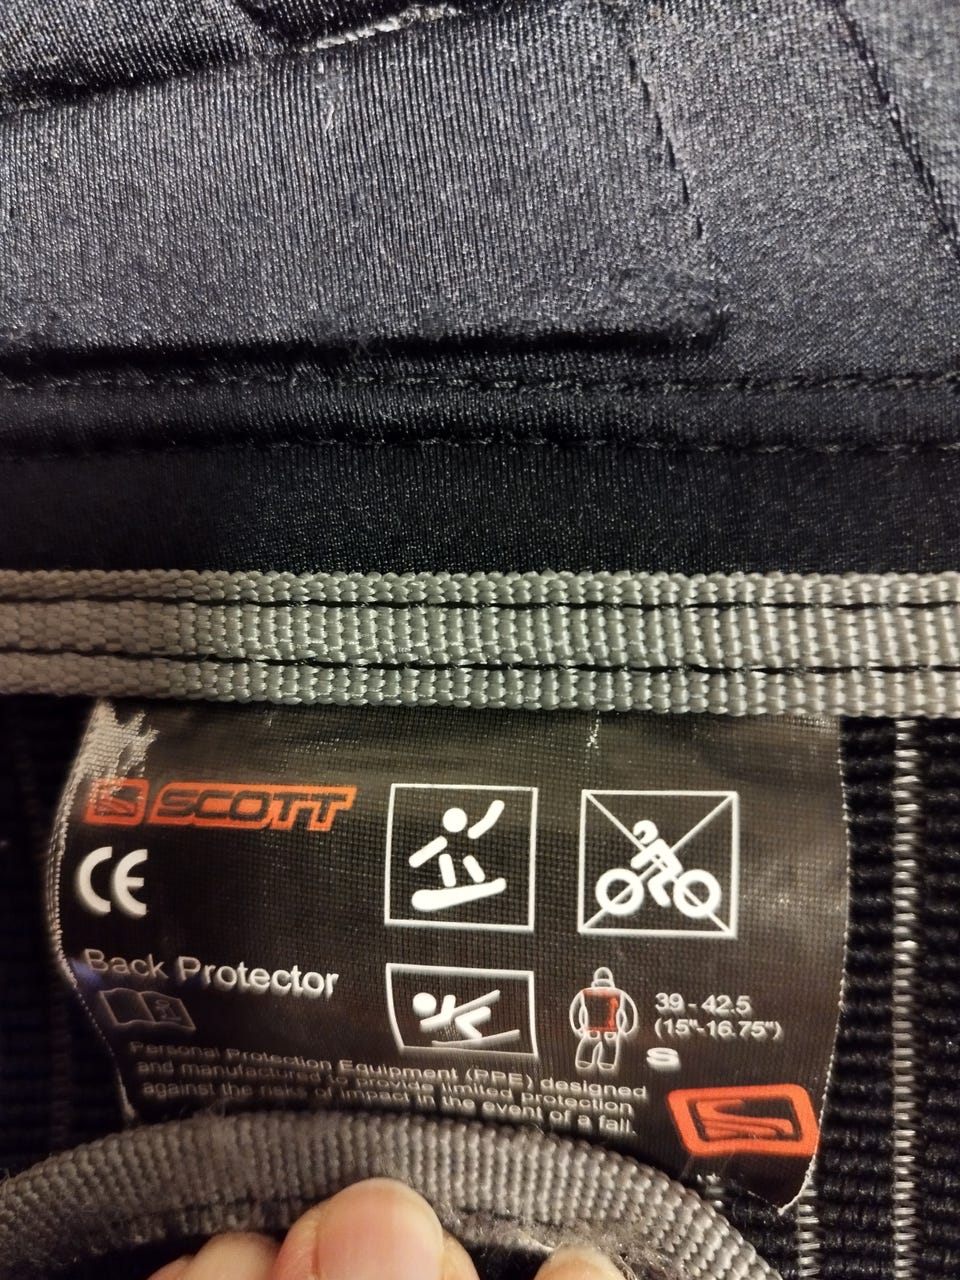 SCOTT
CE
Back Protector
39 - 42.5
(15"-16.75")
S
Personal Protection Equipment (PPE) designed
and manufactured to provide limited protection
against the risks of impact in the event of a fall.